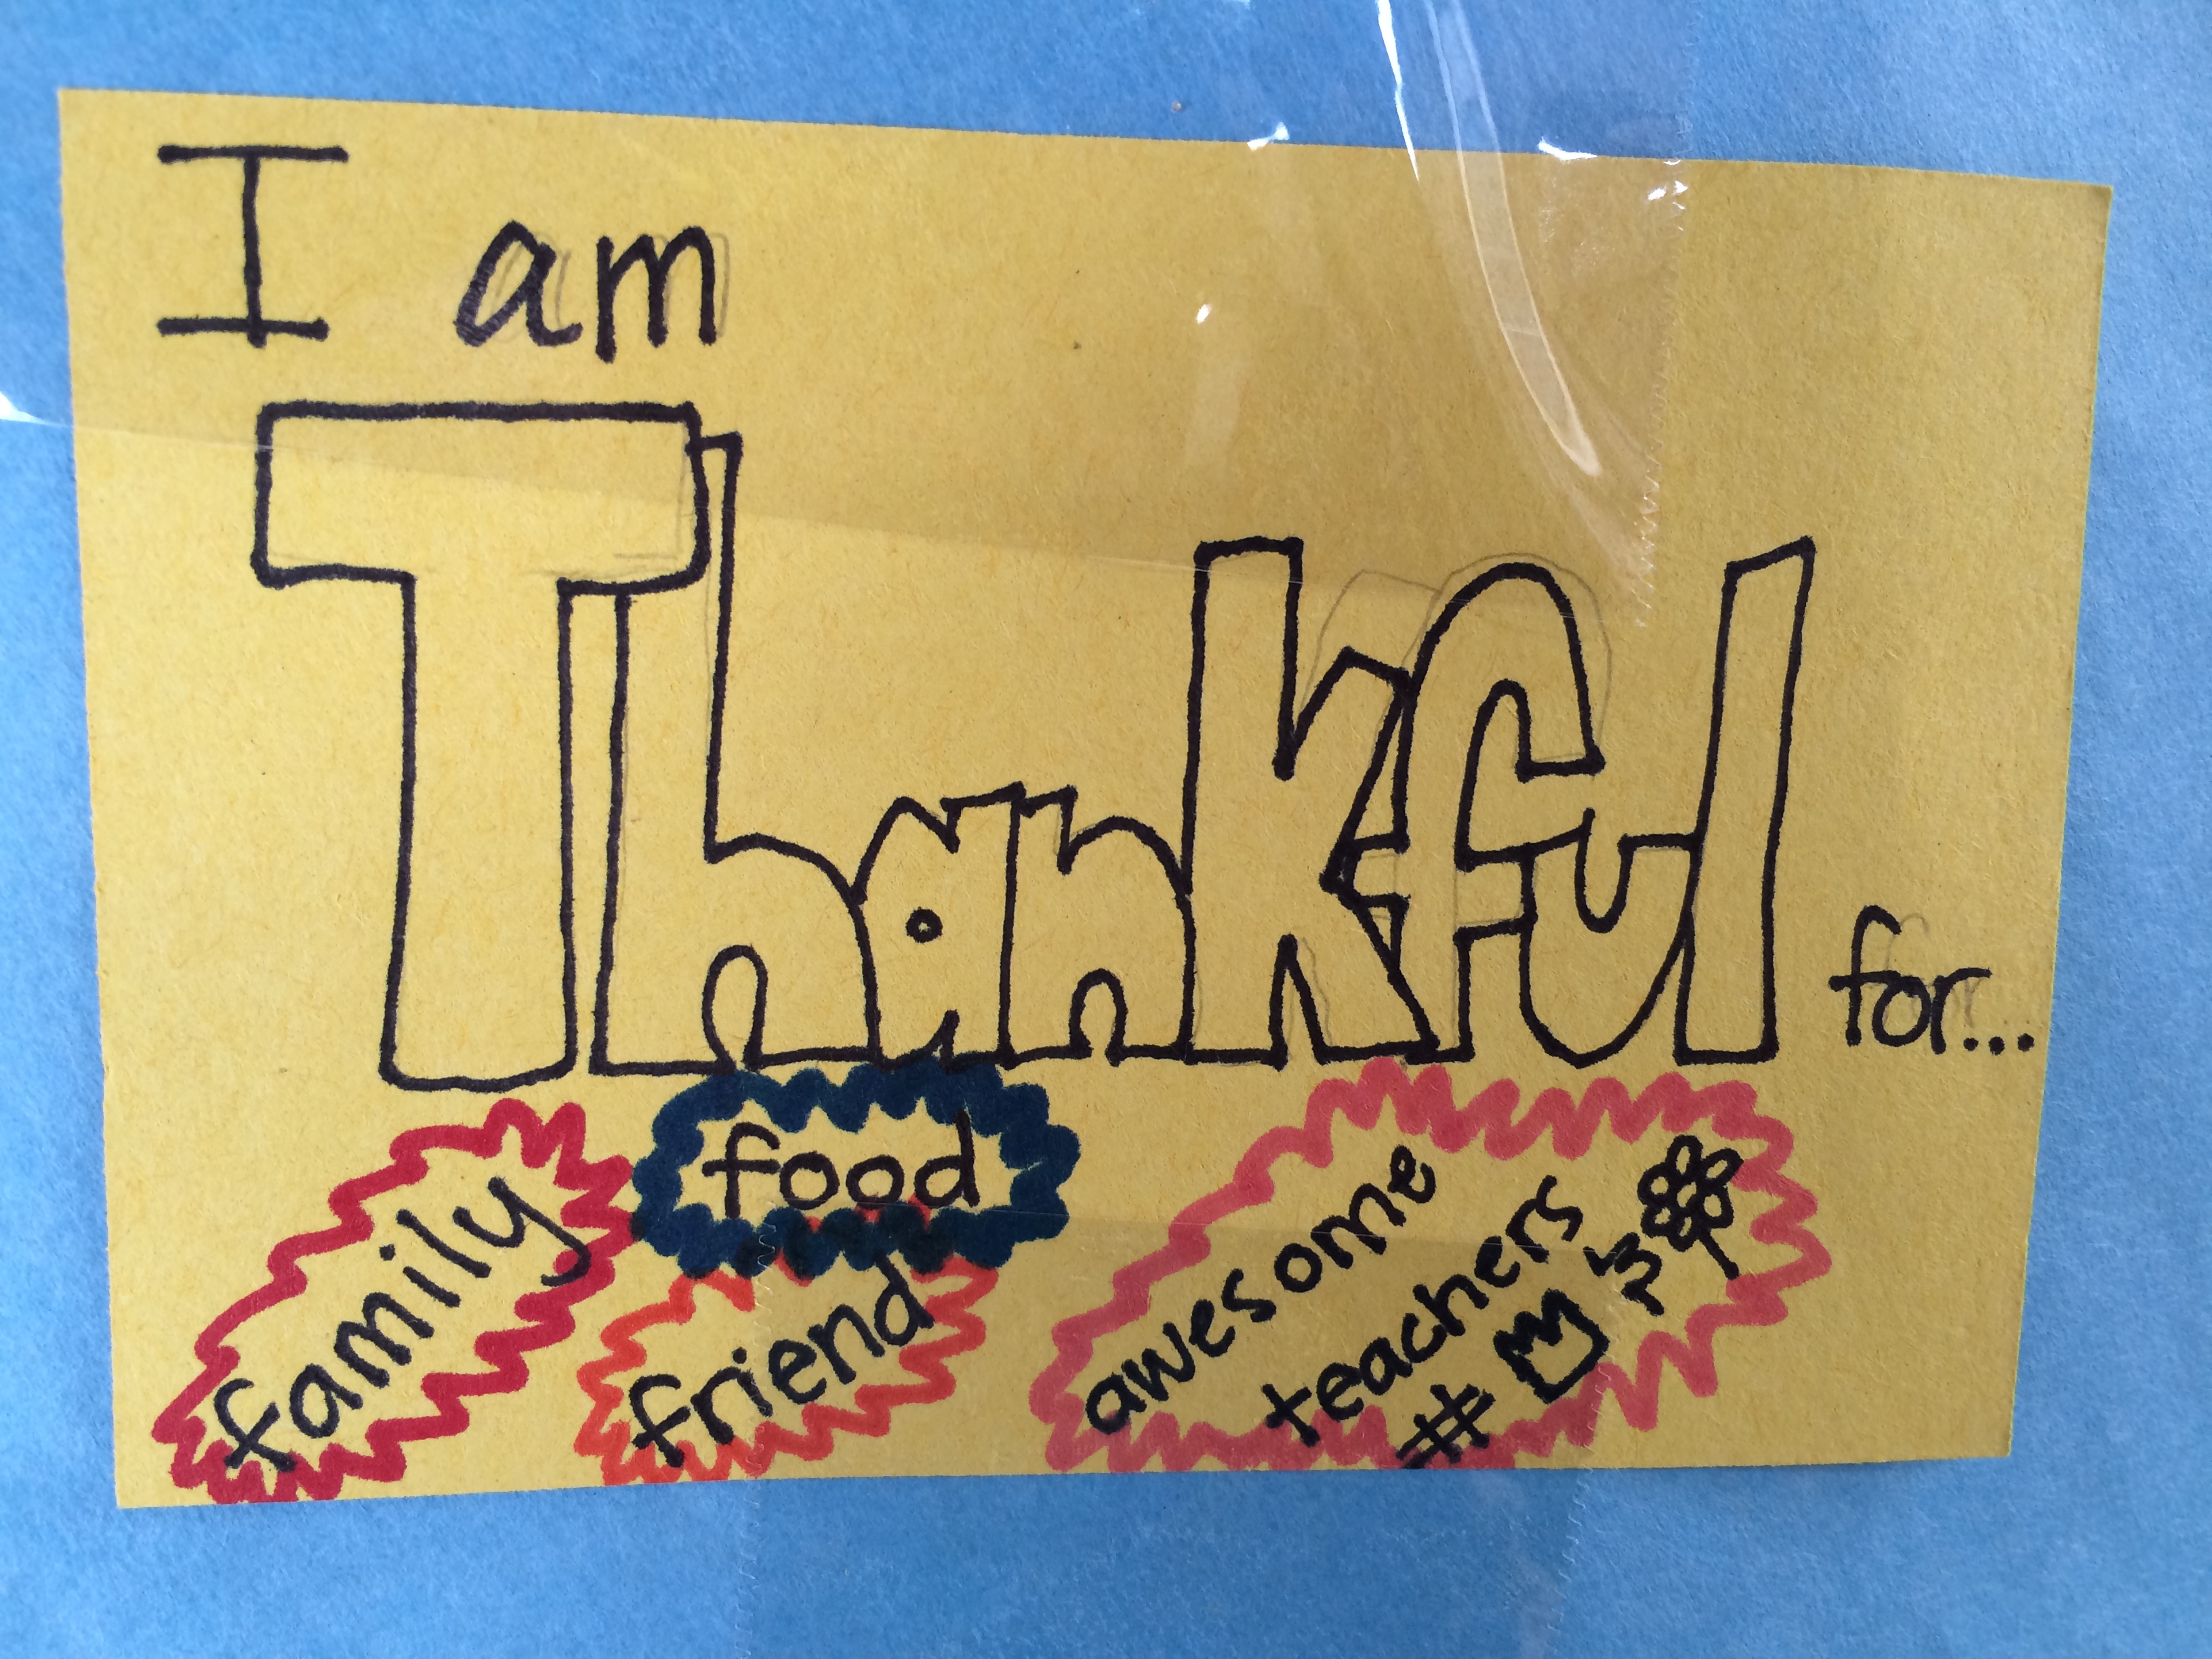 I am
Thankful for...
family
food
friend
awesome
teachers
#